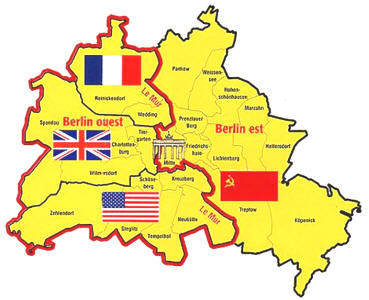 Pankow
Weissen-
see
Le Mur
Reinickendorf
Hohen-
schönhausen
Wedding
Marzahn
Spandau
Berlin ouest
Prenzlauer
Berg
Berlin est
Tier-
garten
Charlotten-
burg
Mitte
Friedrichs-
hain
Hellersdorf
Lichtenberg
Wilmersdorf
Schöne-
berg
Kreuzberg
Zehlendorf
Steglitz
Tempelhof
Neukölln
Le Mur
Treptow
Köpenick